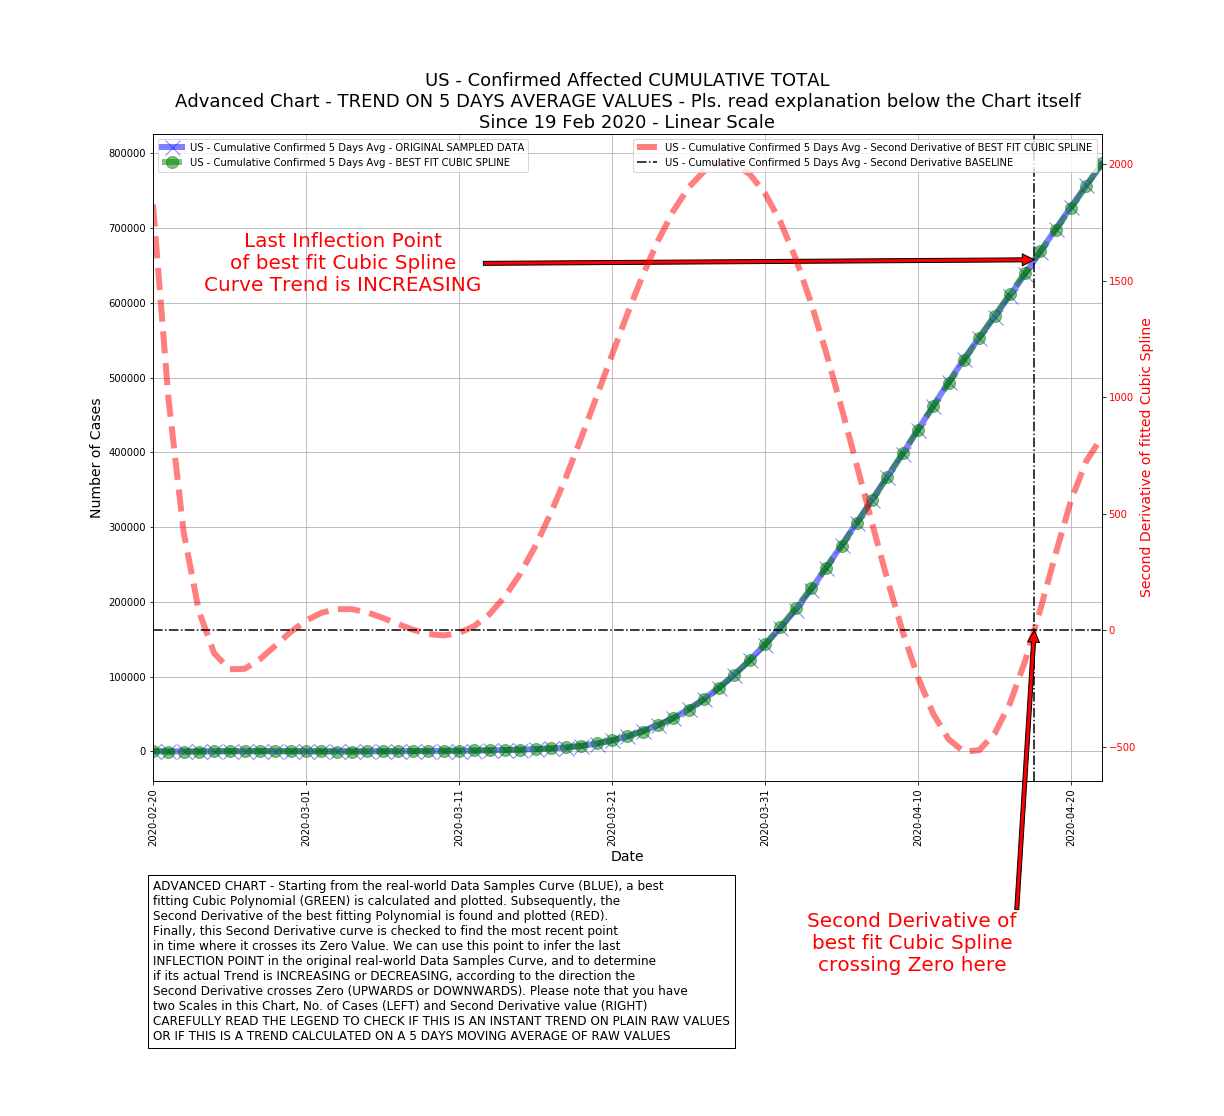 US - Confirmed Affected CUMULATIVE TOTAL
Advanced Chart - TREND ON 5 DAYS AVERAGE VALUES - Pls. read explanation below the Chart itself
Since 19 Feb 2020 - Linear Scale
US - Cumulative Confirmed 5 Days Avg - ORIGINAL SAMPLED DATA
US - Cumulative Confirmed 5 Days Avg - BEST FIT CUBIC SPLINE
US - Cumulative Confirmed 5 Days Avg - Second Derivative of BEST FIT CUBIC SPLINE
US - Cumulative Confirmed 5 Days Avg - Second Derivative BASELINE
Last Inflection Point
of best fit Cubic Spline
Curve Trend is INCREASING
Number of Cases
800000
700000
600000
500000
400000
300000
200000
100000
0
2000
1500
1000
500
0
−500
Second Derivative of fitted Cubic Spline
2020-02-20
2020-03-01
2020-03-11
2020-03-21
2020-03-31
2020-04-10
2020-04-20
Date
ADVANCED CHART - Starting from the real-world Data Samples Curve (BLUE), a best
fitting Cubic Polynomial (GREEN) is calculated and plotted. Subsequently, the
Second Derivative of the best fitting Polynomial is found and plotted (RED).
Finally, this Second Derivative curve is checked to find the most recent point
in time where it crosses its Zero Value. We can use this point to infer the last
INFLECTION POINT in the original real-world Data Samples Curve, and to determine
if its actual Trend is INCREASING or DECREASING, according to the direction the
Second Derivative crosses Zero (UPWARDS or DOWNWARDS). Please note that you have
two Scales in this Chart, No. of Cases (LEFT) and Second Derivative value (RIGHT)
CAREFULLY READ THE LEGEND TO CHECK IF THIS IS AN INSTANT TREND ON PLAIN RAW VALUES
OR IF THIS IS A TREND CALCULATED ON A 5 DAYS MOVING AVERAGE OF RAW VALUES
Second Derivative of
best fit Cubic Spline
crossing Zero here